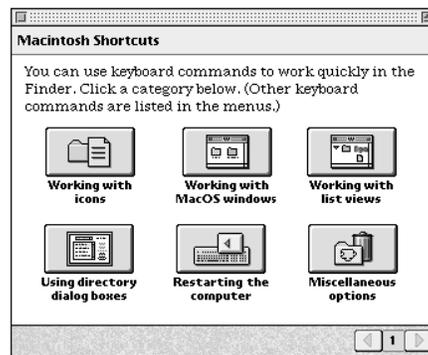 Macintosh Shortcuts
You can use keyboard commands to work quickly in the
Finder. Click a category below. (Other keyboard
commands are listed in the menus.)
Working with
icons
Working with
MacOS windows
Working with
list views
Using directory
dialog boxes
Restarting the
computer
Miscellaneous
options
1